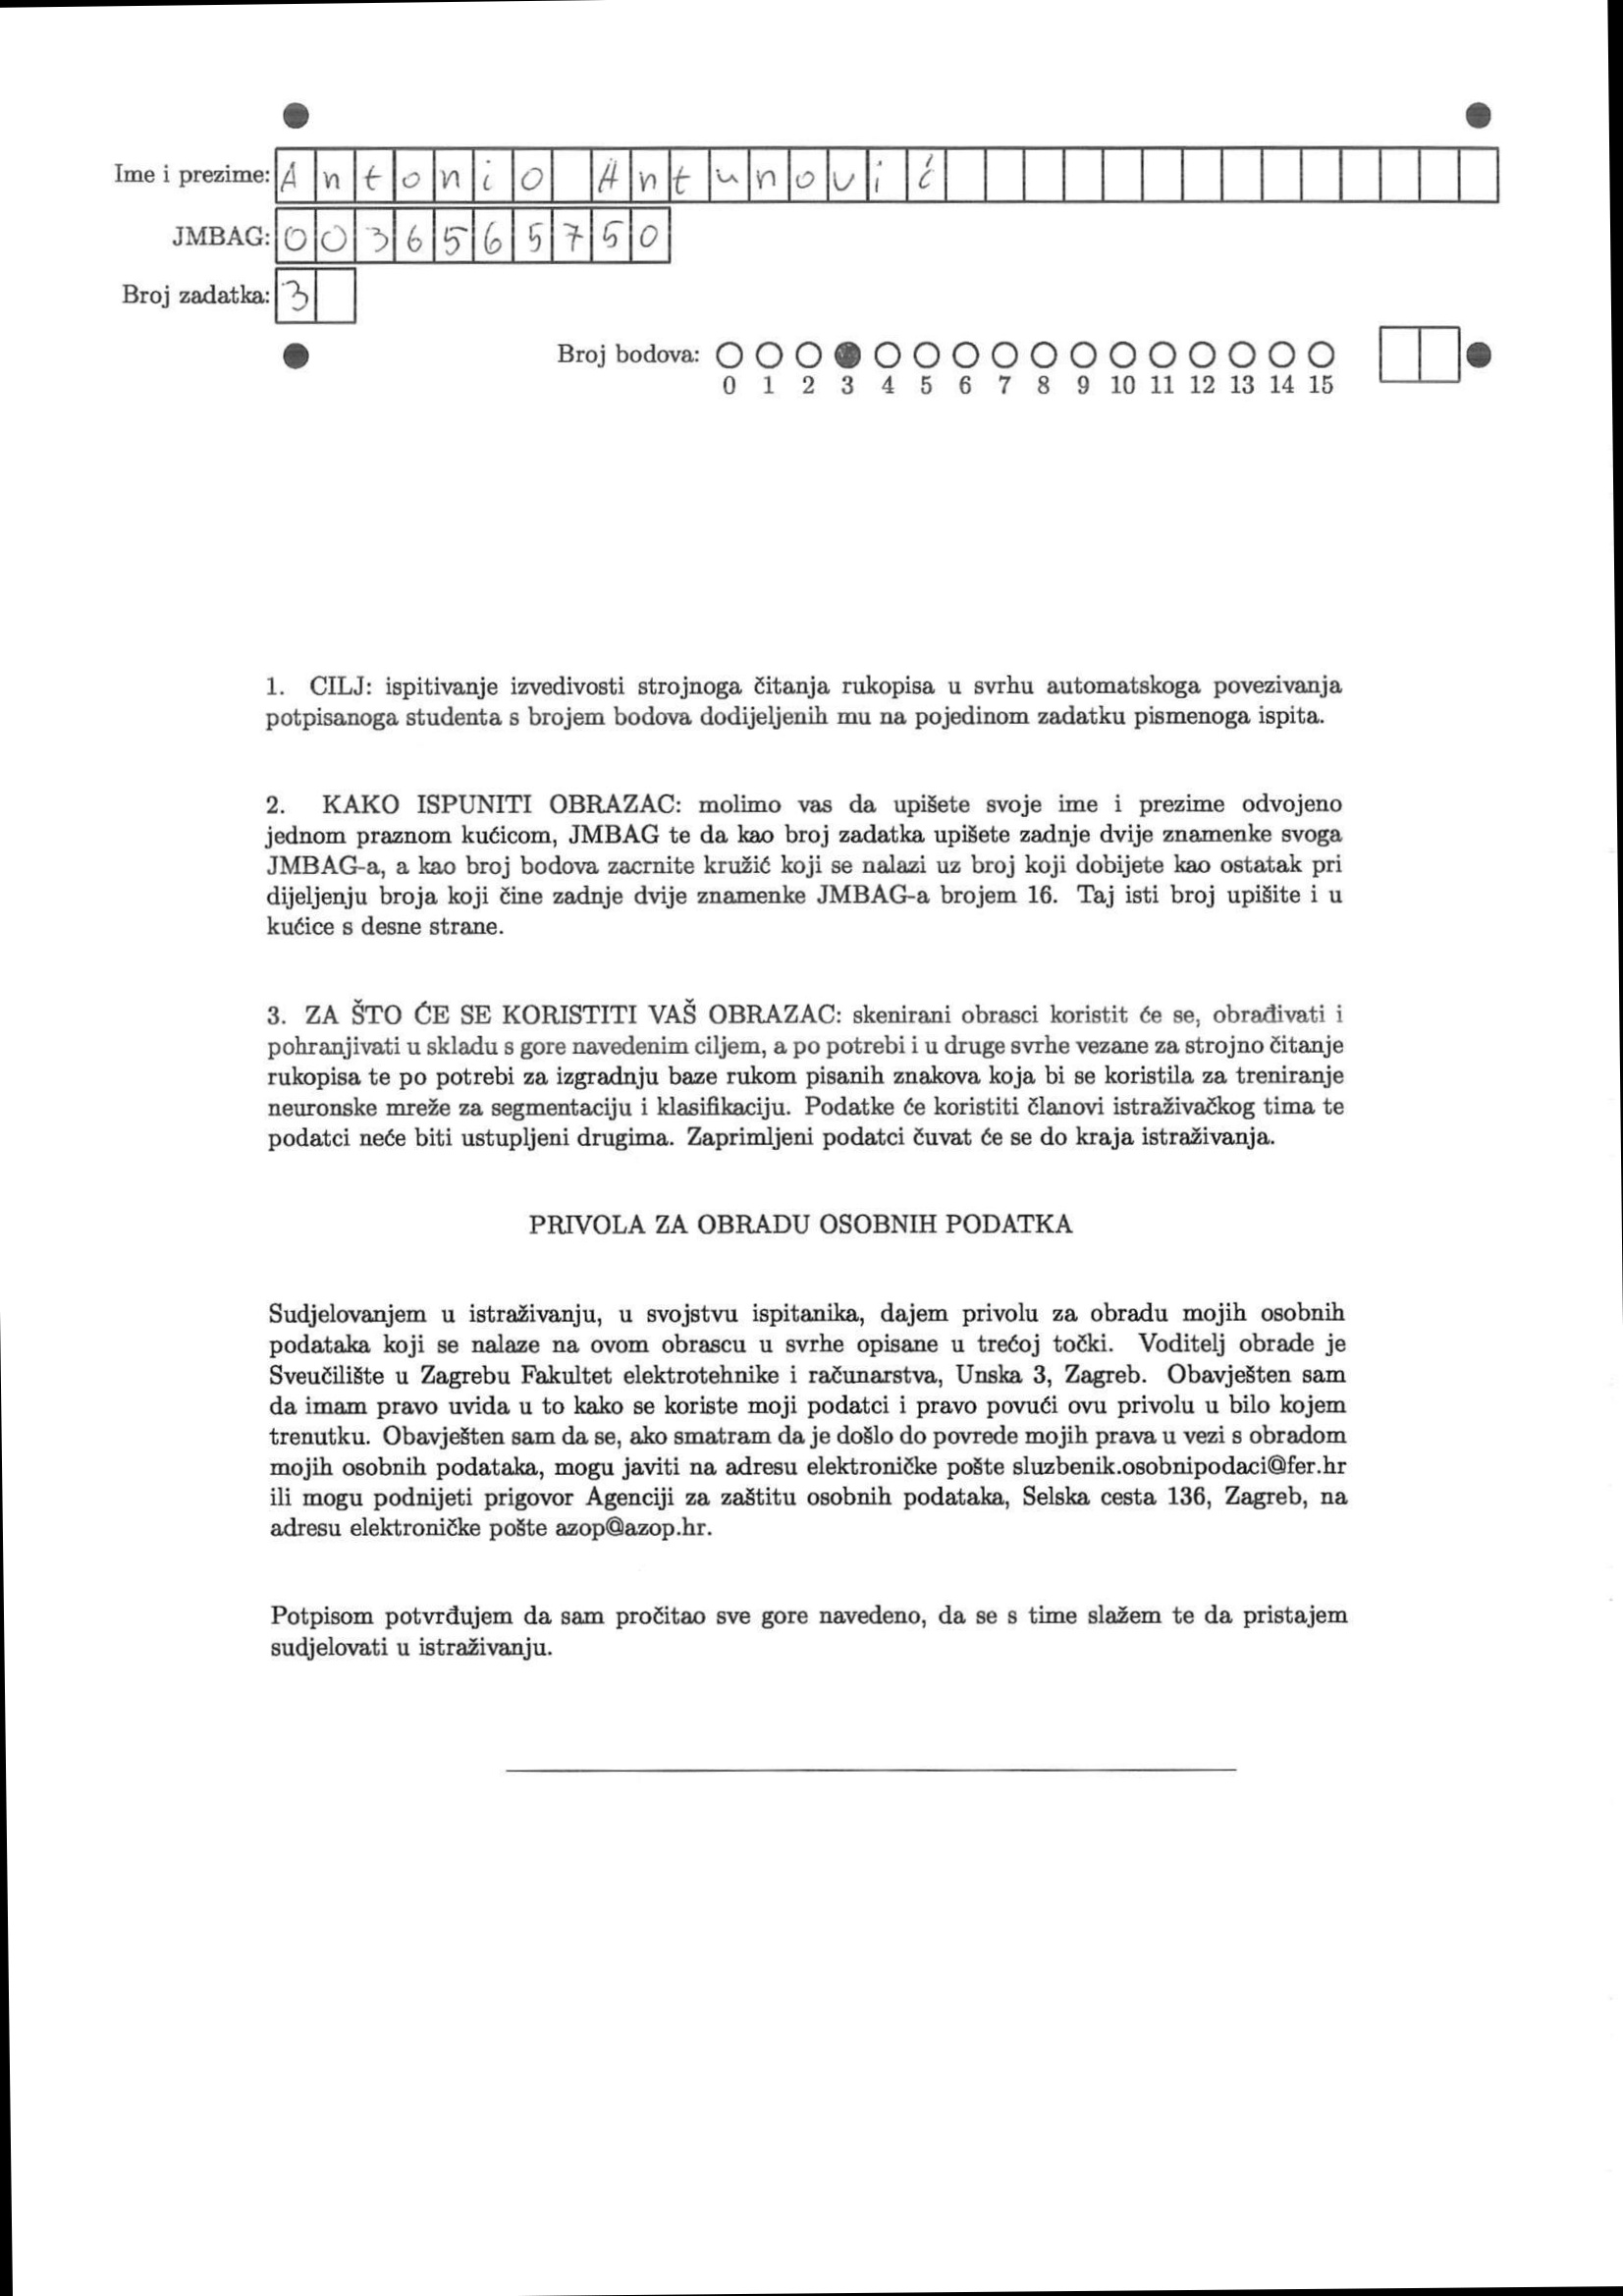 Ime i prezime: Antonio Antunović
JMBAG: 0036565750
Broj zadatka: 3
Broj bodova:
0 1 2 3 4 5 6 7 8 9 10 11 12 13 14 15
1. CILJ: ispitivanje izvedivosti strojnoga čitanja rukopisa u svrhu automatskoga povezivanja
potpisanoga studenta s brojem bodova dodijeljenih mu na pojedinom zadatku pismenoga ispita.
2. KAKO ISPUNITI OBRAZAC: molimo vas da upišete svoje ime i prezime odvojeno
jednom praznom kućicom, JMBAG te da kao broj zadatka upišete zadnje dvije znamenke svoga
JMBAG-a, a kao broj bodova zacrnite kružić koji se nalazi uz broj koji dobijete kao ostatak pri
dijeljenju broja koji čine zadnje dvije znamenke JMBAG-a brojem 16. Taj isti broj upišite i u
kućice s desne strane.
3. ZA ŠTO ĆE SE KORISTITI VAŠ OBRAZAC: skenirani obrasci koristit će se, obrađivati i
pohranjivati u skladu s gore navedenim ciljem, a po potrebi i u druge svrhe vezane za strojno čitanje
rukopisa te po potrebi za izgradnju baze rukom pisanih znakova koja bi se koristila za treniranje
neuronske mreže za segmentaciju i klasifikaciju. Podatke će koristiti članovi istraživačkog tima te
podatci neće biti ustupljeni drugima. Zaprimljeni podatci čuvat će se do kraja istraživanja.
PRIVOLA ZA OBRADU OSOBNIH PODATKA
Sudjelovanjem u istraživanju, u svojstvu ispitanika, dajem privolu za obradu mojih osobnih
podataka koji se nalaze na ovom obrascu u svrhe opisane u trećoj točki. Voditelj obrade je
Sveučilište u Zagrebu Fakultet elektrotehnike i računarstva, Unska 3, Zagreb. Obavješten sam
da imam pravo uvida u to kako se koriste moji podatci i pravo povući ovu privolu u bilo kojem
trenutku. Obavješten sam da se, ako smatram da je došlo do povrede mojih prava u vezi s obradom
mojih osobnih podataka, mogu javiti na adresu elektroničke pošte sluzbenik.osobnipodaci@fer.hr
ili mogu podnijeti prigovor Agenciji za zaštitu osobnih podataka, Selska cesta 136, Zagreb, na
adresu elektroničke pošte azop@azop.hr.
Potpisom potvrđujem da sam pročitao sve gore navedeno, da se s time slažem te da pristajem
sudjelovati u istraživanju.